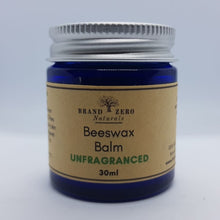 BRAND ZERO
Naturals
Beeswax
Balm
UNFRAGRANCED
30ml